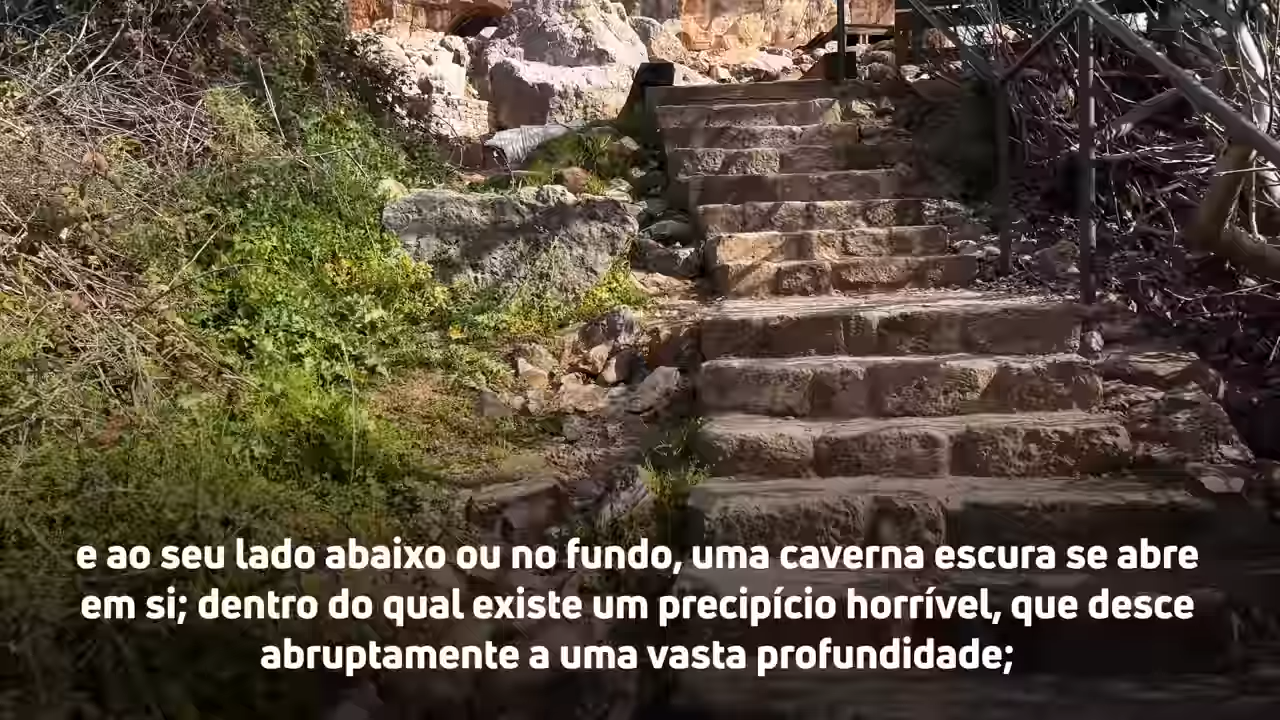 e ao seu lado abaixo ou no fundo, uma caverna escura se abre
em si; dentro do qual existe um precipício horrível, que desce
abruptamente a uma vasta profundidade;